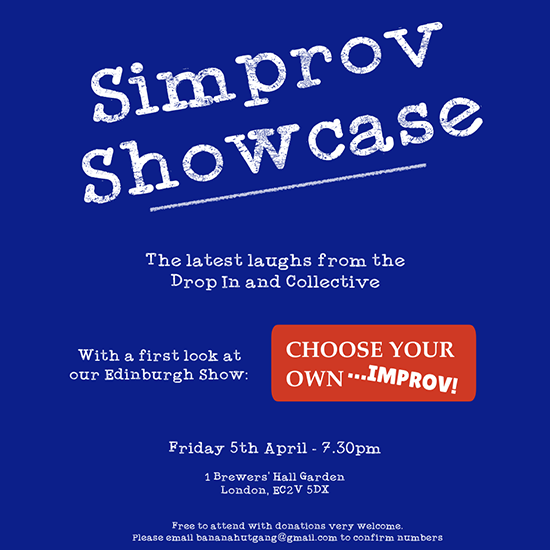 Simprov
Showcase
The latest laughs from the
Drop In and Collective
With a first look at
our Edinburgh Show:
CHOOSE YOUR
OWN ...IMPROV!
Friday 5th April - 7.30pm
1 Brewers' Hall Garden
London, EC2V 5DX
Free to attend with donations very welcome.
Please email bananahutgang@gmail.com to confirm numbers